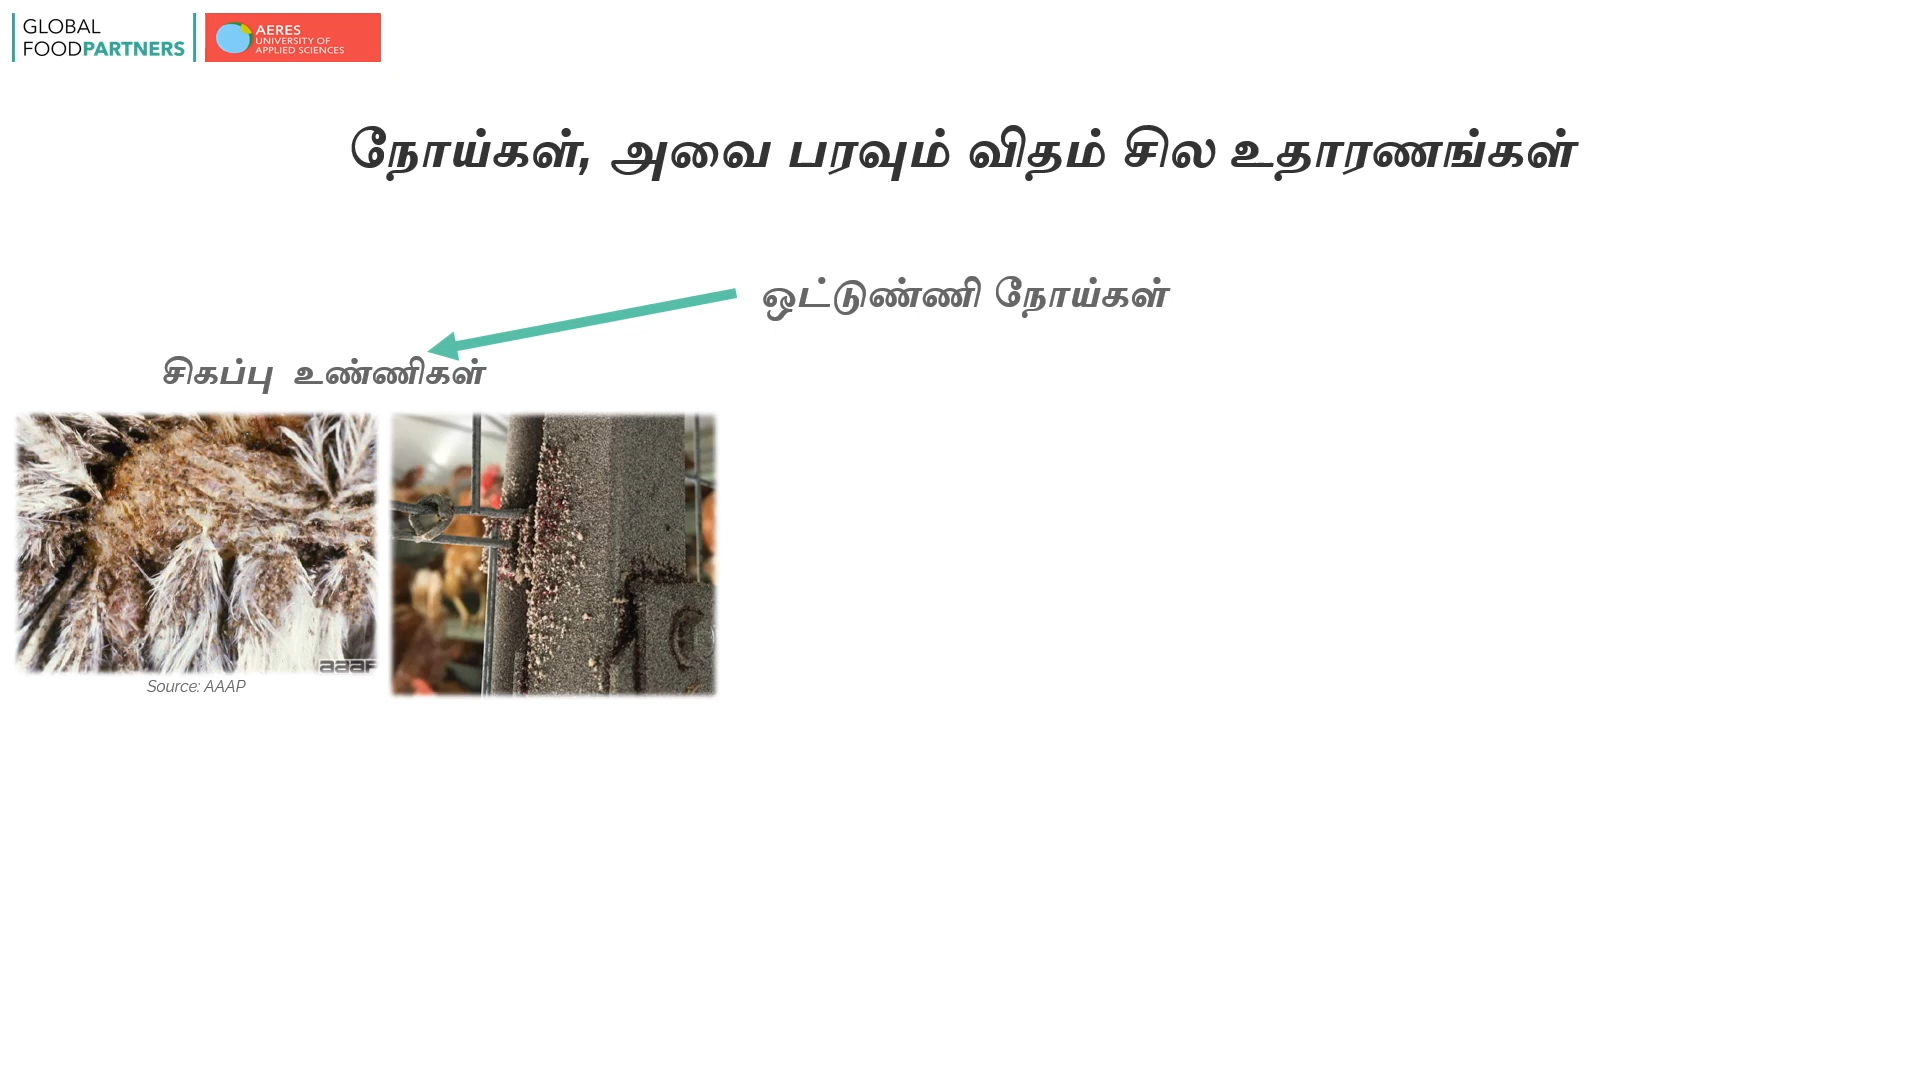 GLOBAL
FOODPARTNERS
AERES
UNIVERSITY OF
APPLIED SCIENCES
நோய்கள், அவை பரவும் விதம் சில உதாரணங்கள்
ஒட்டுண்ணி நோய்கள்
சிகப்பு உண்ணிகள்
aaap
Source: AAAP